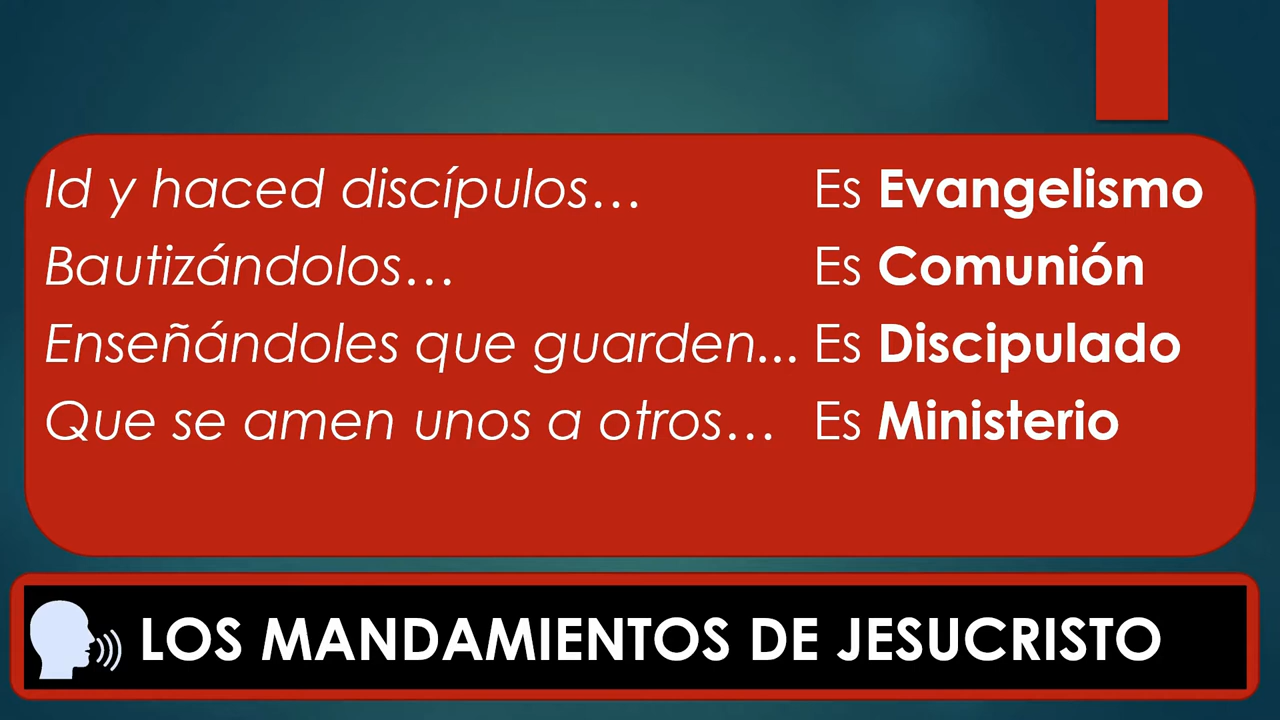 Id y haced discípulos… Es Evangelismo
Bautizándolos… Es Comunión
Enseñándoles que guarden... Es Discipulado
Que se amen unos a otros… Es Ministerio
LOS MANDAMIENTOS DE JESUCRISTO